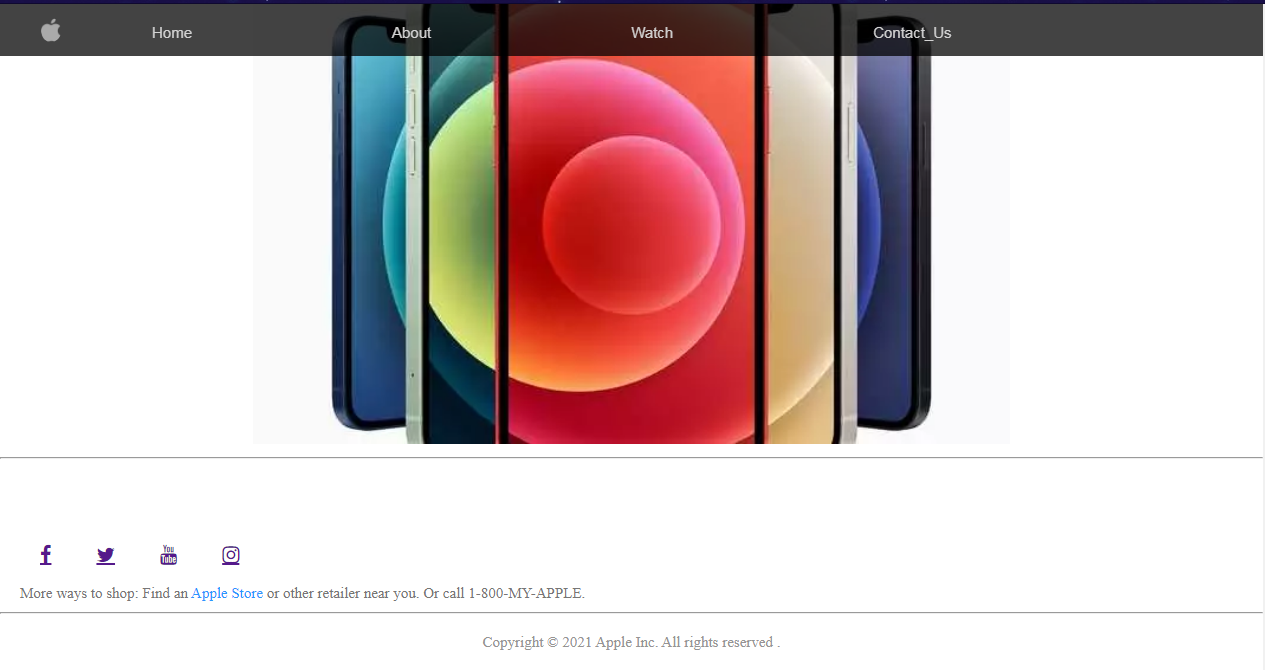 Home About Watch Contact_Us
You
Tube
More ways to shop: Find an Apple Store or other retailer near you. Or call 1-800-MY-APPLE.
Copyright © 2021 Apple Inc. All rights reserved .